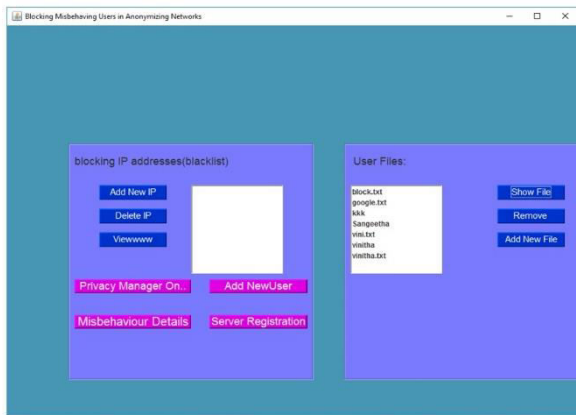 Blocking Misbehaving Users in Anonymizing Networks
blocking IP addresses(blacklist)
Add New IP
Delete IP
Viewwww
Privacy Manager On..
Add NewUser
Misbehaviour Details
Server Registration
User Files:
block.txt
google.txt
kkk
Sangeetha
vini.txt
vinitha
vinitha.txt
Show File
Remove
Add New File